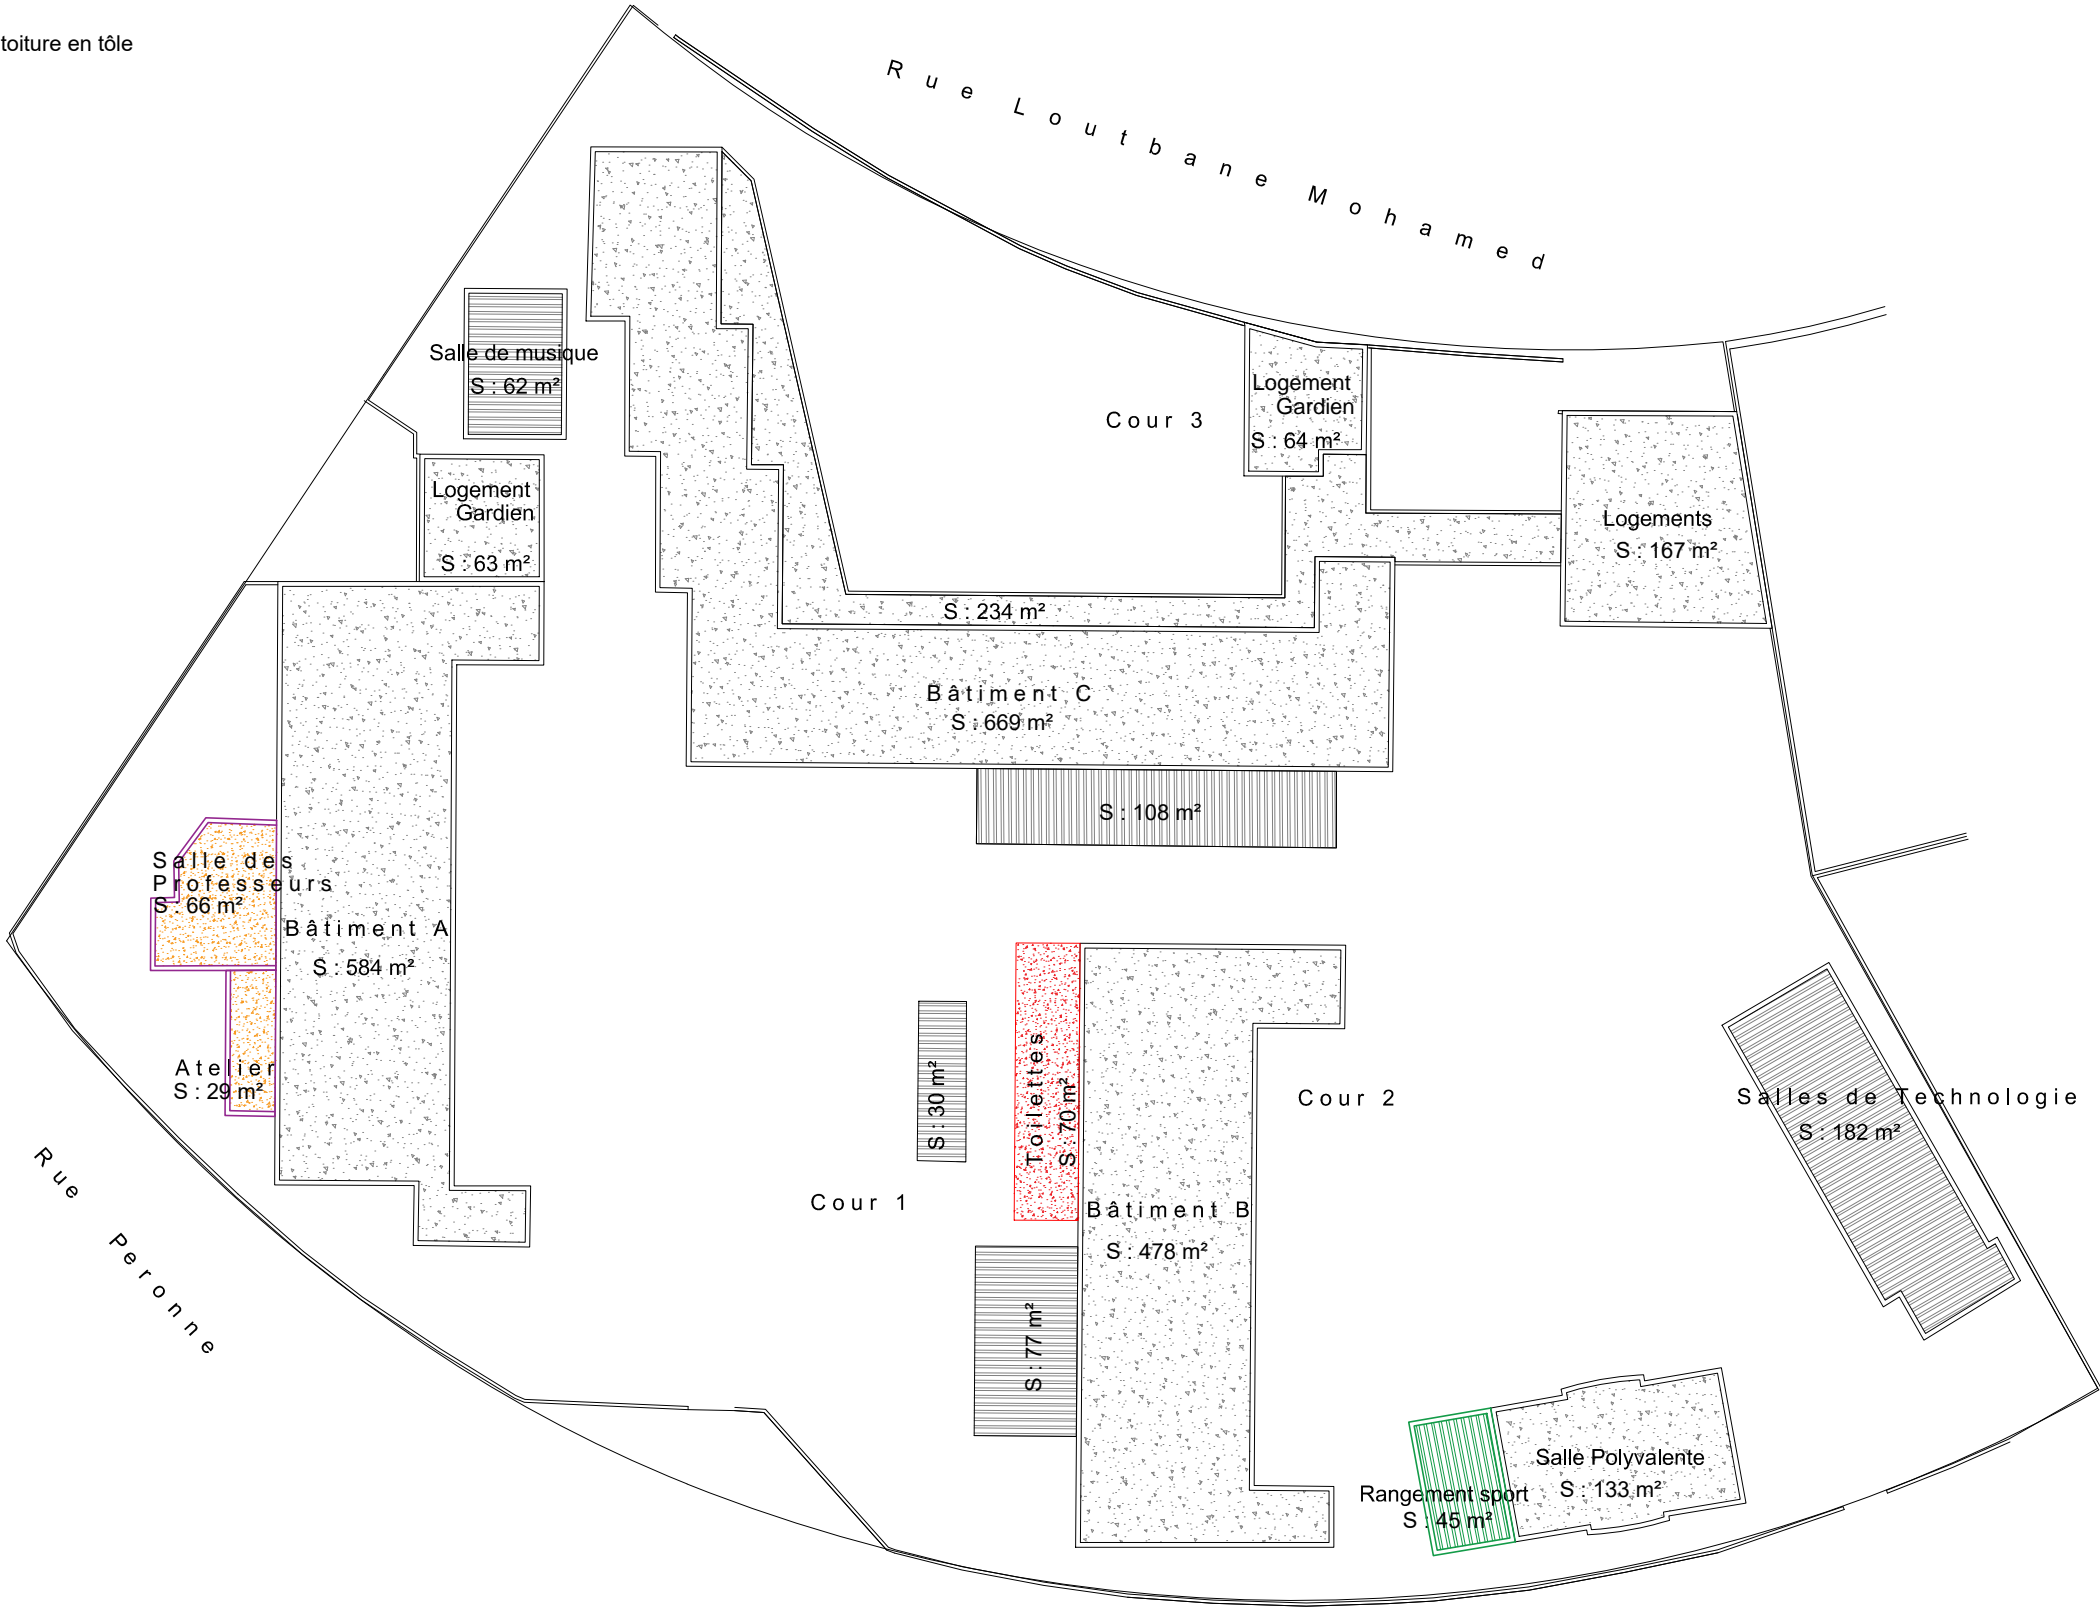 toiture en tôle
Rue Loutbane Mohamed
Salle de musique
S : 62 m²
Logement
Gardien
S : 64 m²
Cour 3
Logement
Gardien
S : 63 m²
Logements
S : 167 m²
S : 234 m²
Bâtiment C
S : 669 m²
S : 108 m²
Salle des
Professeurs
S : 66 m²
Bâtiment A
S : 584 m²
Atelier
S : 29 m²
S : 30 m²
Toilettes
S : 70 m²
Cour 2
Salles de Technologie
S : 182 m²
Cour 1
Bâtiment B
S : 478 m²
Rue Peronne
S : 77 m²
Salle Polyvalente
S : 133 m²
Rangement sport
S : 45 m²